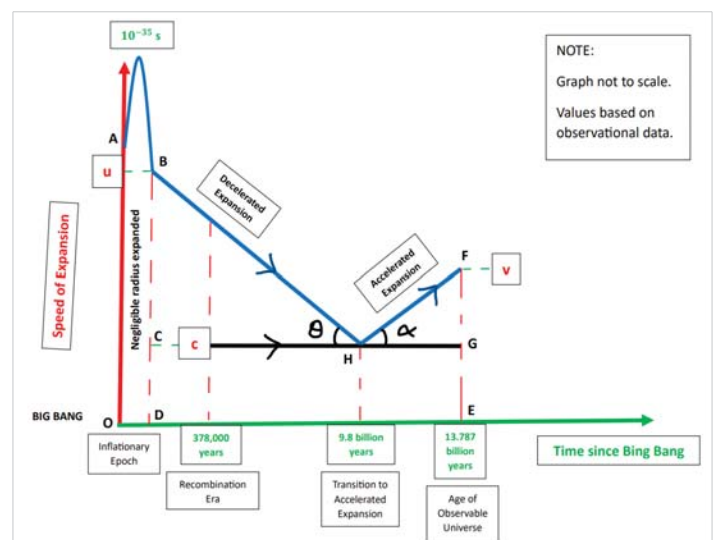 10⁻³⁵ s
NOTE:
Graph not to scale.
Values based on
observational data.
A
u
B
Speed of Expansion
Negligible radius expanded
Decelerated
Expansion
Accelerated
Expansion
F
v
C
c
θ
α
H
G
BIG BANG
O
D
E
Inflationary
Epoch
378,000
years
Recombination
Era
9.8 billion
years
Transition to
Accelerated
Expansion
13.787
billion
years
Age of
Observable
Universe
Time since Bing Bang